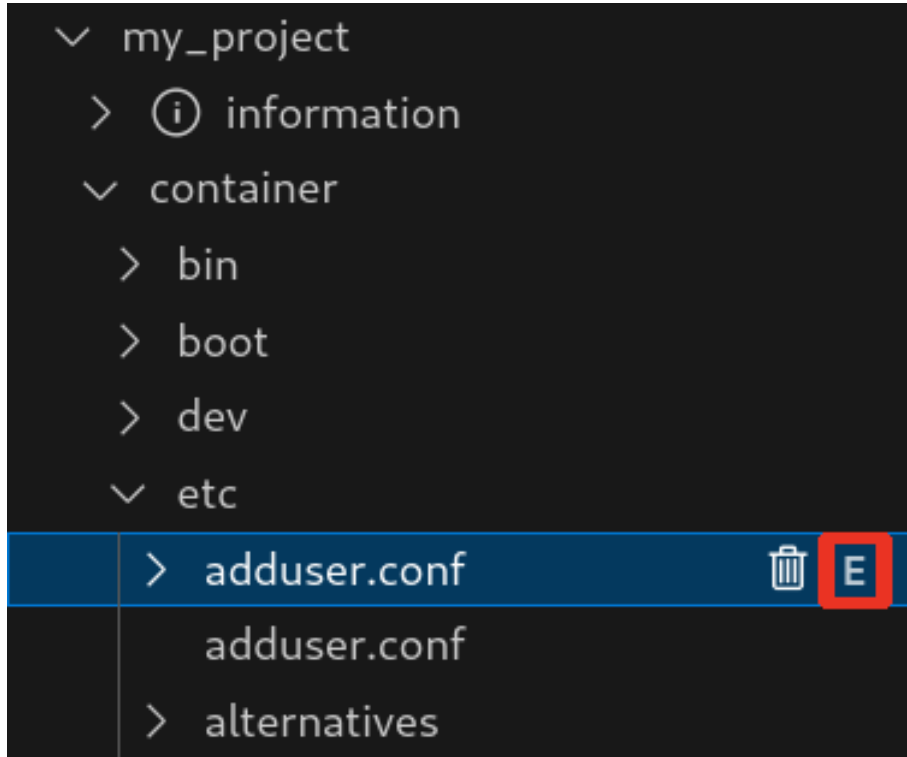 my_project
information
container
bin
boot
dev
etc
adduser.conf E
adduser.conf
alternatives